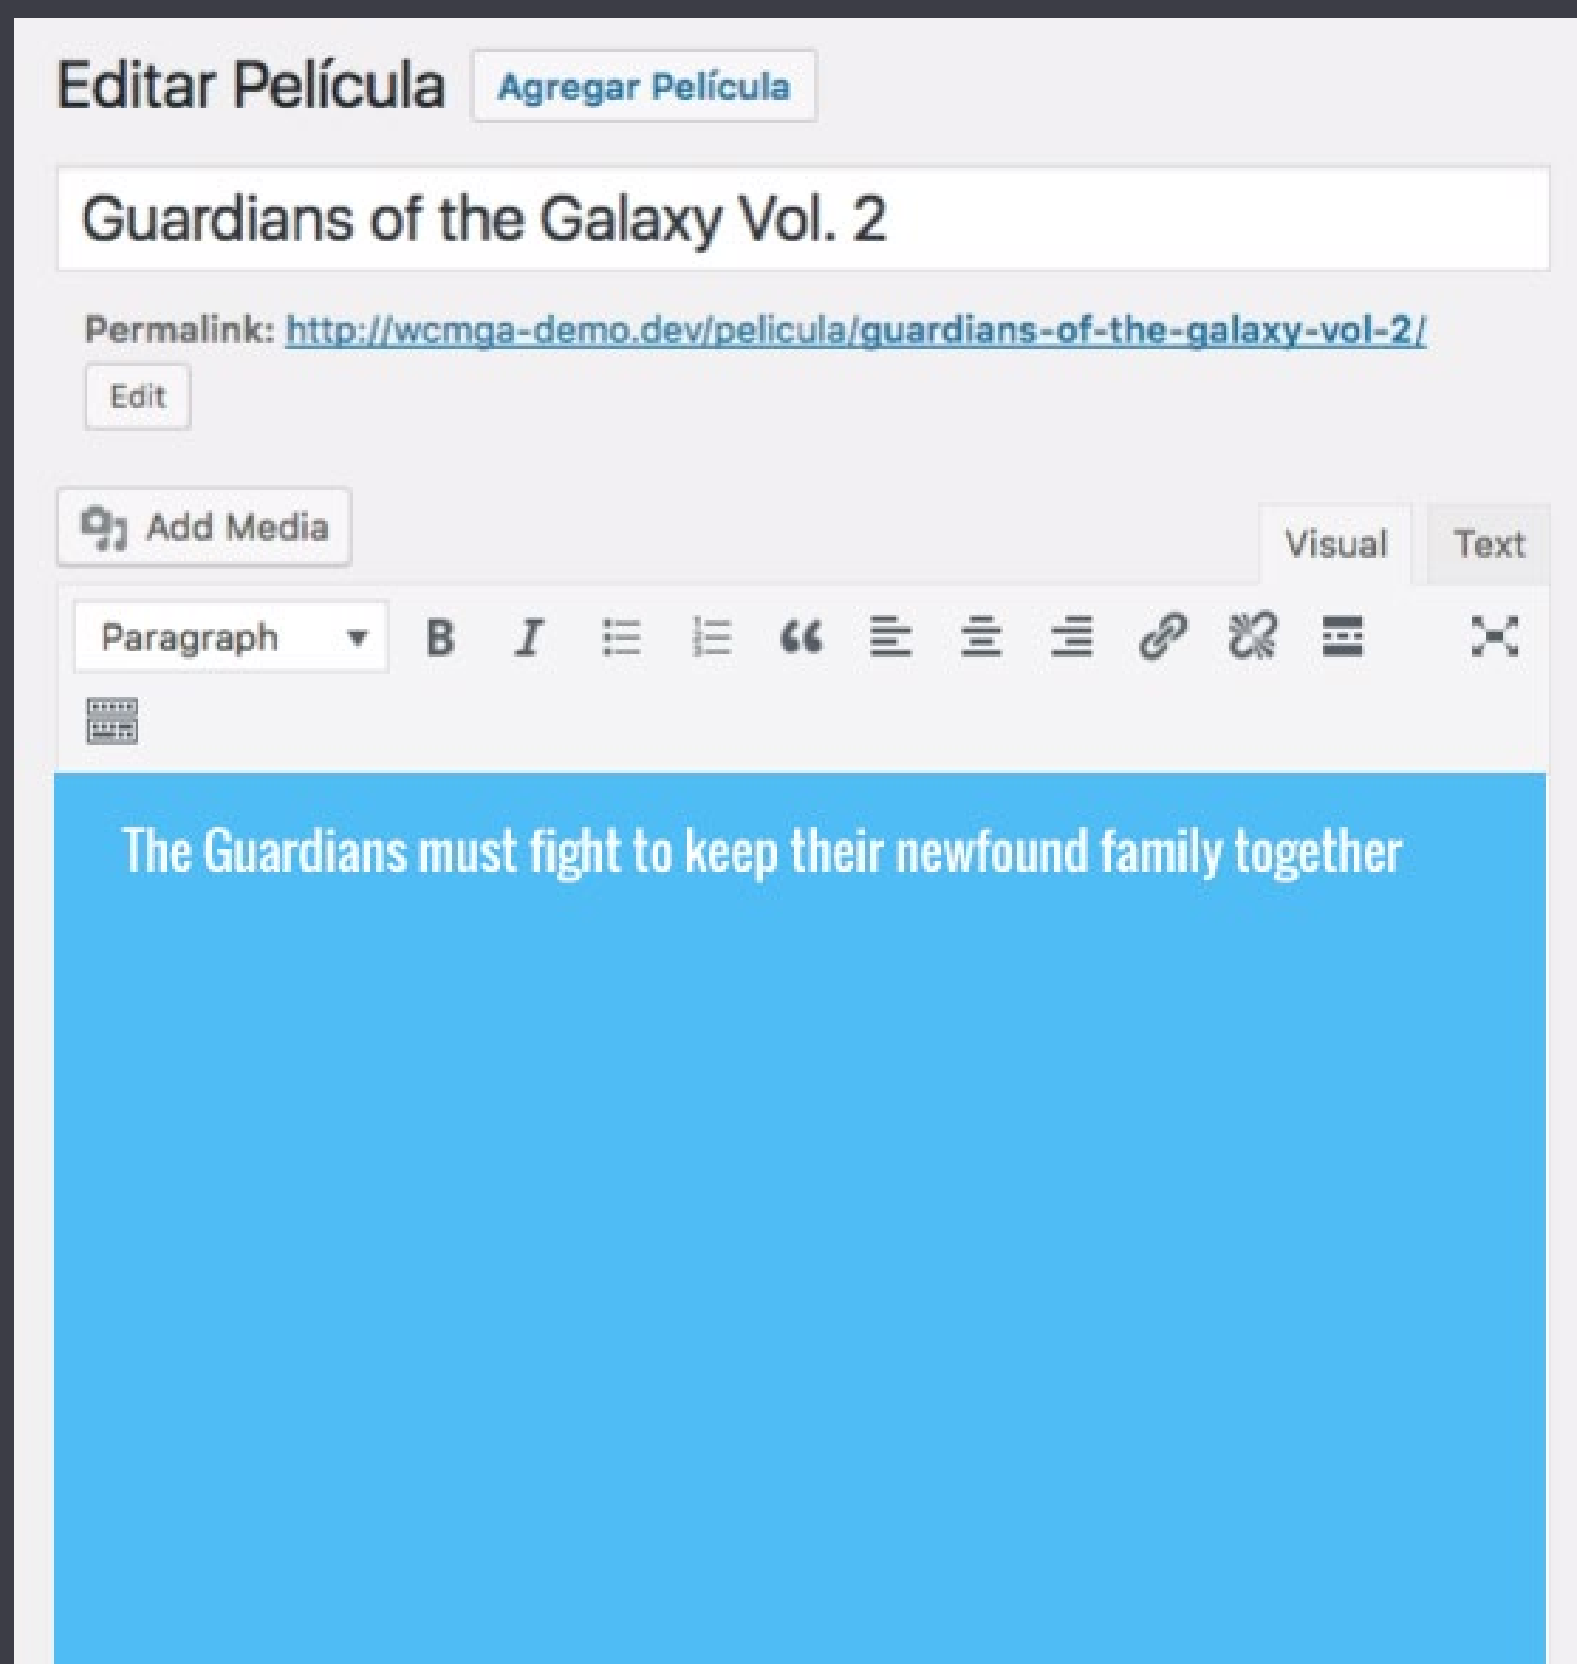 Editar Película Agregar Película
Guardians of the Galaxy Vol. 2
Permalink: http://wcmga-demo.dev/pelicula/guardians-of-the-galaxy-vol-2/
Edit
Add Media Visual Text
Paragraph
The Guardians must fight to keep their newfound family together